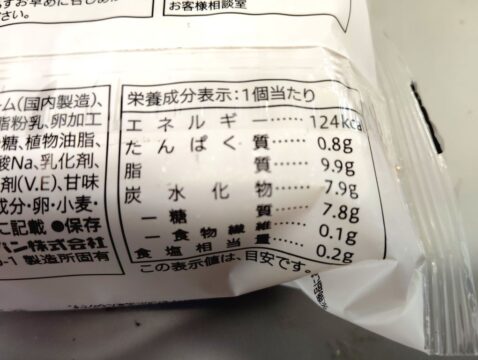 ださい。
お客様相談室
ーム(国内製造)、
脂粉乳、卵加工
糖、植物油脂、
酸Na、乳化剤、
剤(V.E)、甘味
成分・卵・小麦・
に記載 ●保存
パン株式会社
-1 製造所固有
栄養成分表示:1個当たり
エネルギー……124kcal
たんぱく質……0.8g
脂質……9.9g
炭水化物……7.9g
－糖質……7.8g
－食物繊維……0.1g
食塩相当量……0.2g
この表示値は、目安です。